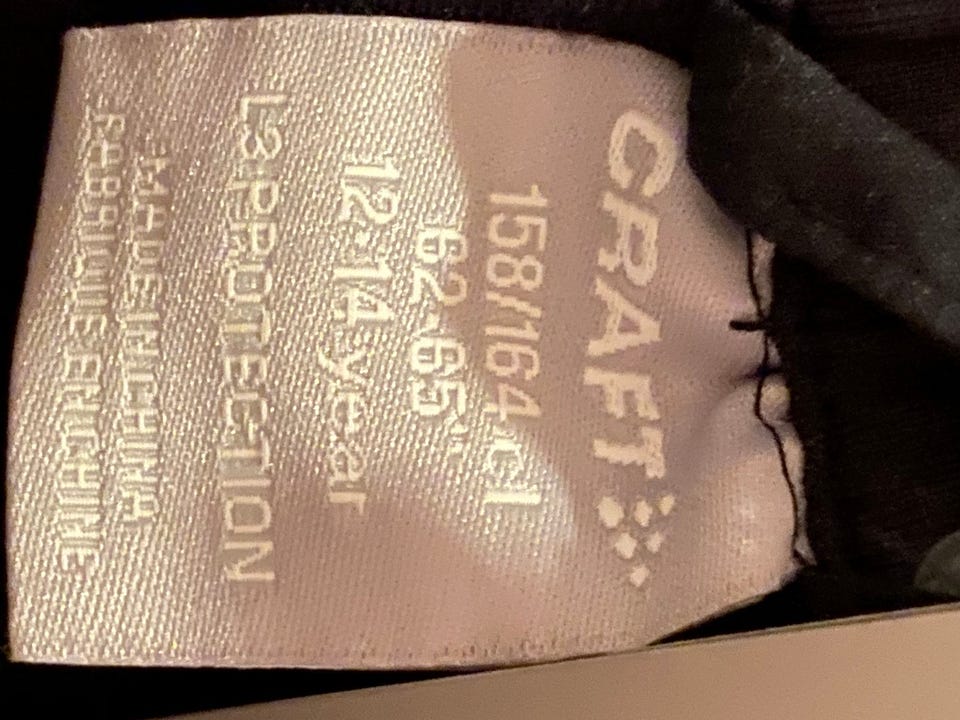 CRAFT
158/164 cl
62-65"
12-14 year
L3 PROTECTION
MADE IN CHINA
FABRIQUE EN CHINE